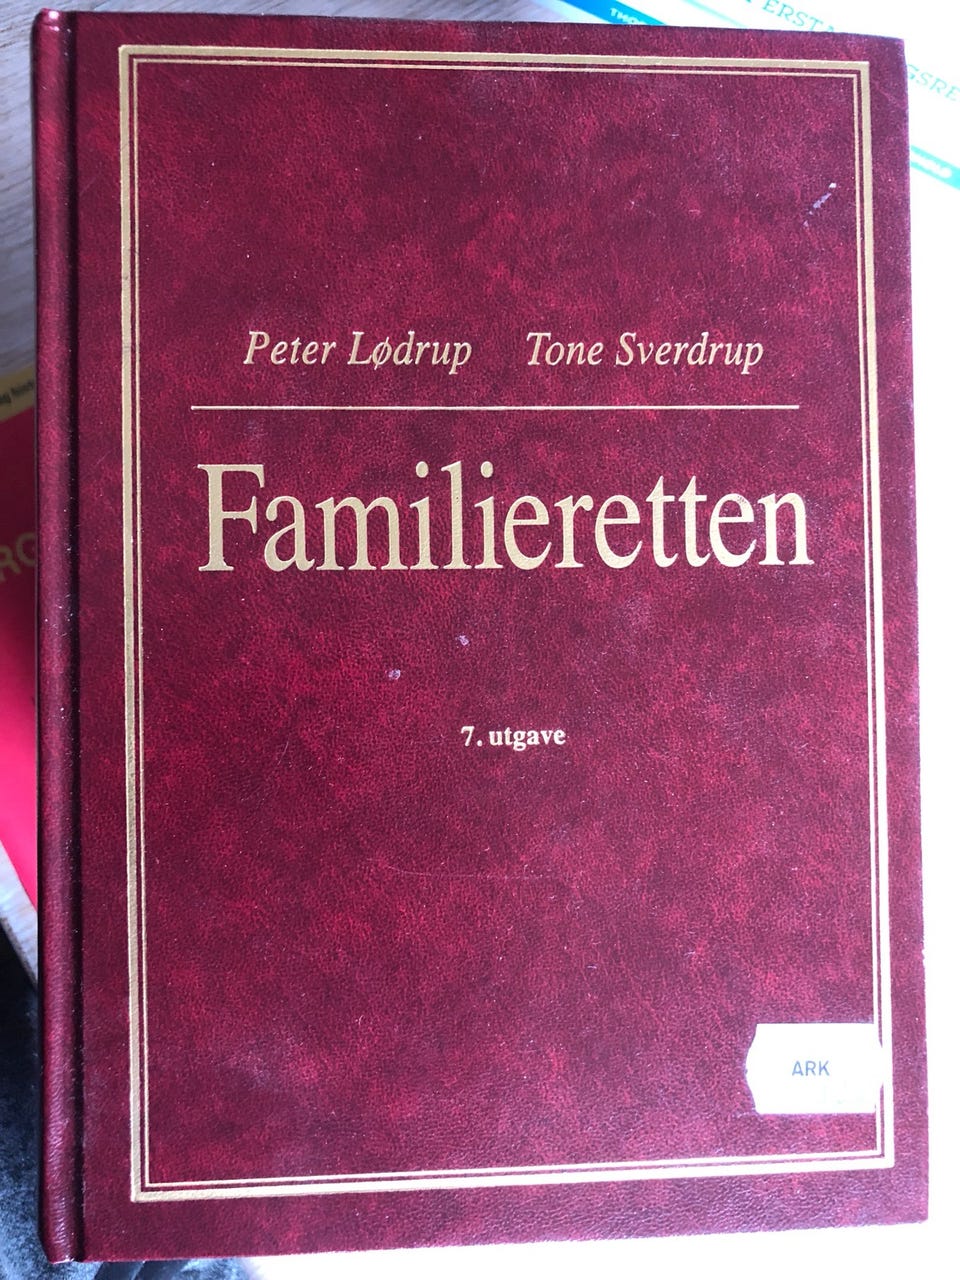 Peter Lødrup Tone Sverdrup
Familieretten
7. utgave
ARK